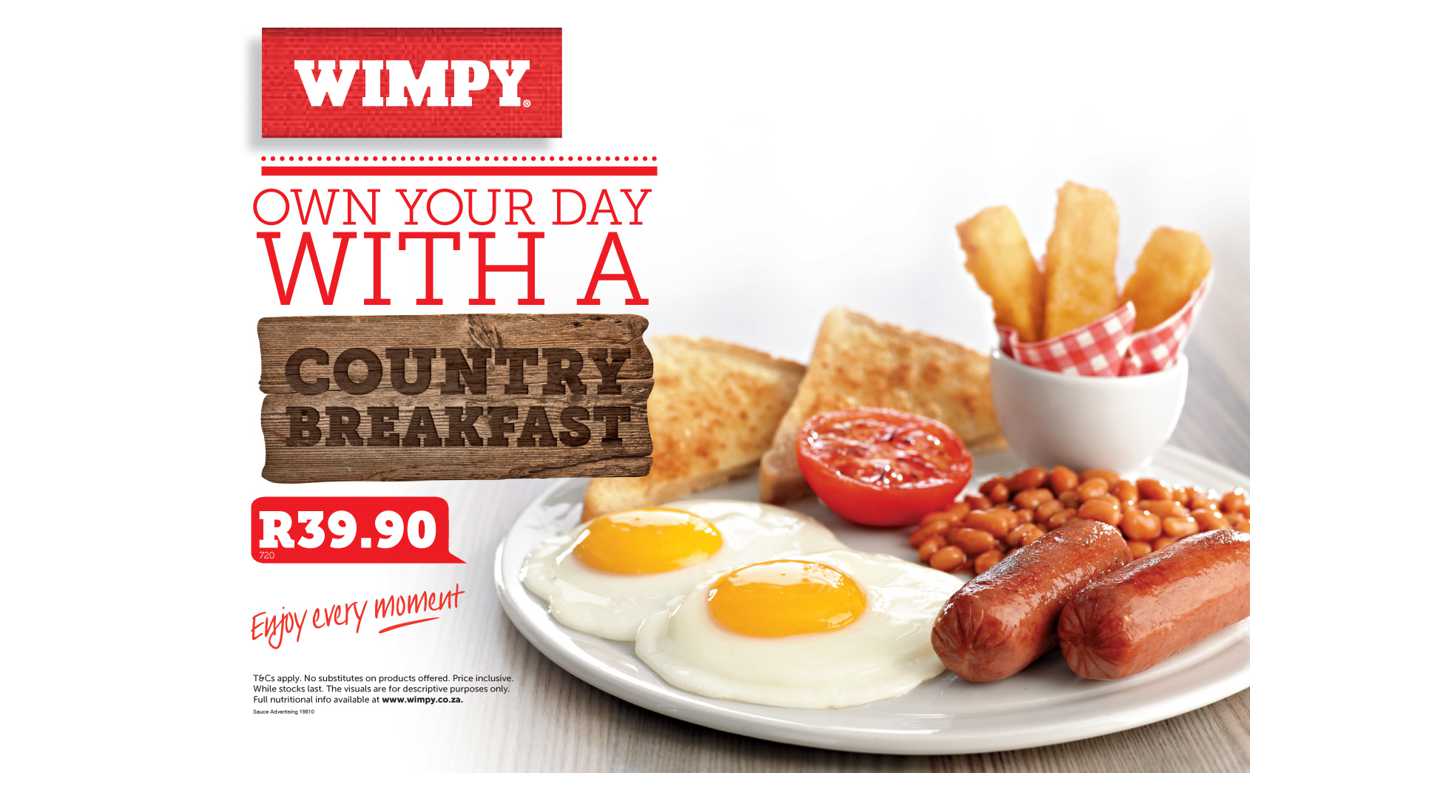 WIMPY®
OWN YOUR DAY
WITH A
COUNTRY
BREAKFAST
R39.90
720
Enjoy every moment
T&Cs apply. No substitutes on products offered. Price inclusive.
While stocks last. The visuals are for descriptive purposes only.
Full nutritional info available at www.wimpy.co.za.
Sauce Advertising 19810